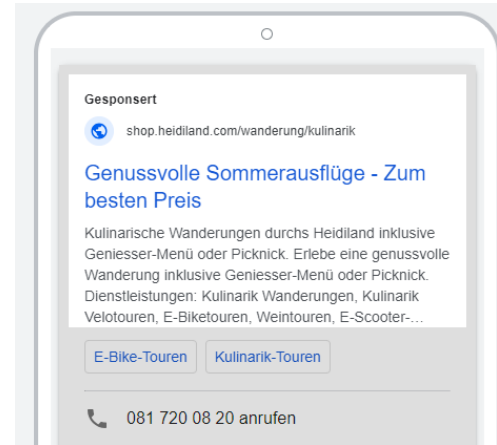 Gesponsert
shop.heidiland.com/wanderung/kulinarik
Genussvolle Sommerausflüge - Zum
besten Preis
Kulinarische Wanderungen durchs Heidiland inklusive
Geniesser-Menü oder Picknick. Erlebe eine genussvolle
Wanderung inklusive Geniesser-Menü oder Picknick.
Dienstleistungen: Kulinarik Wanderungen, Kulinarik
Velotouren, E-Biketouren, Weintouren, E-Scooter-...
E-Bike-Touren Kulinarik-Touren
081 720 08 20 anrufen